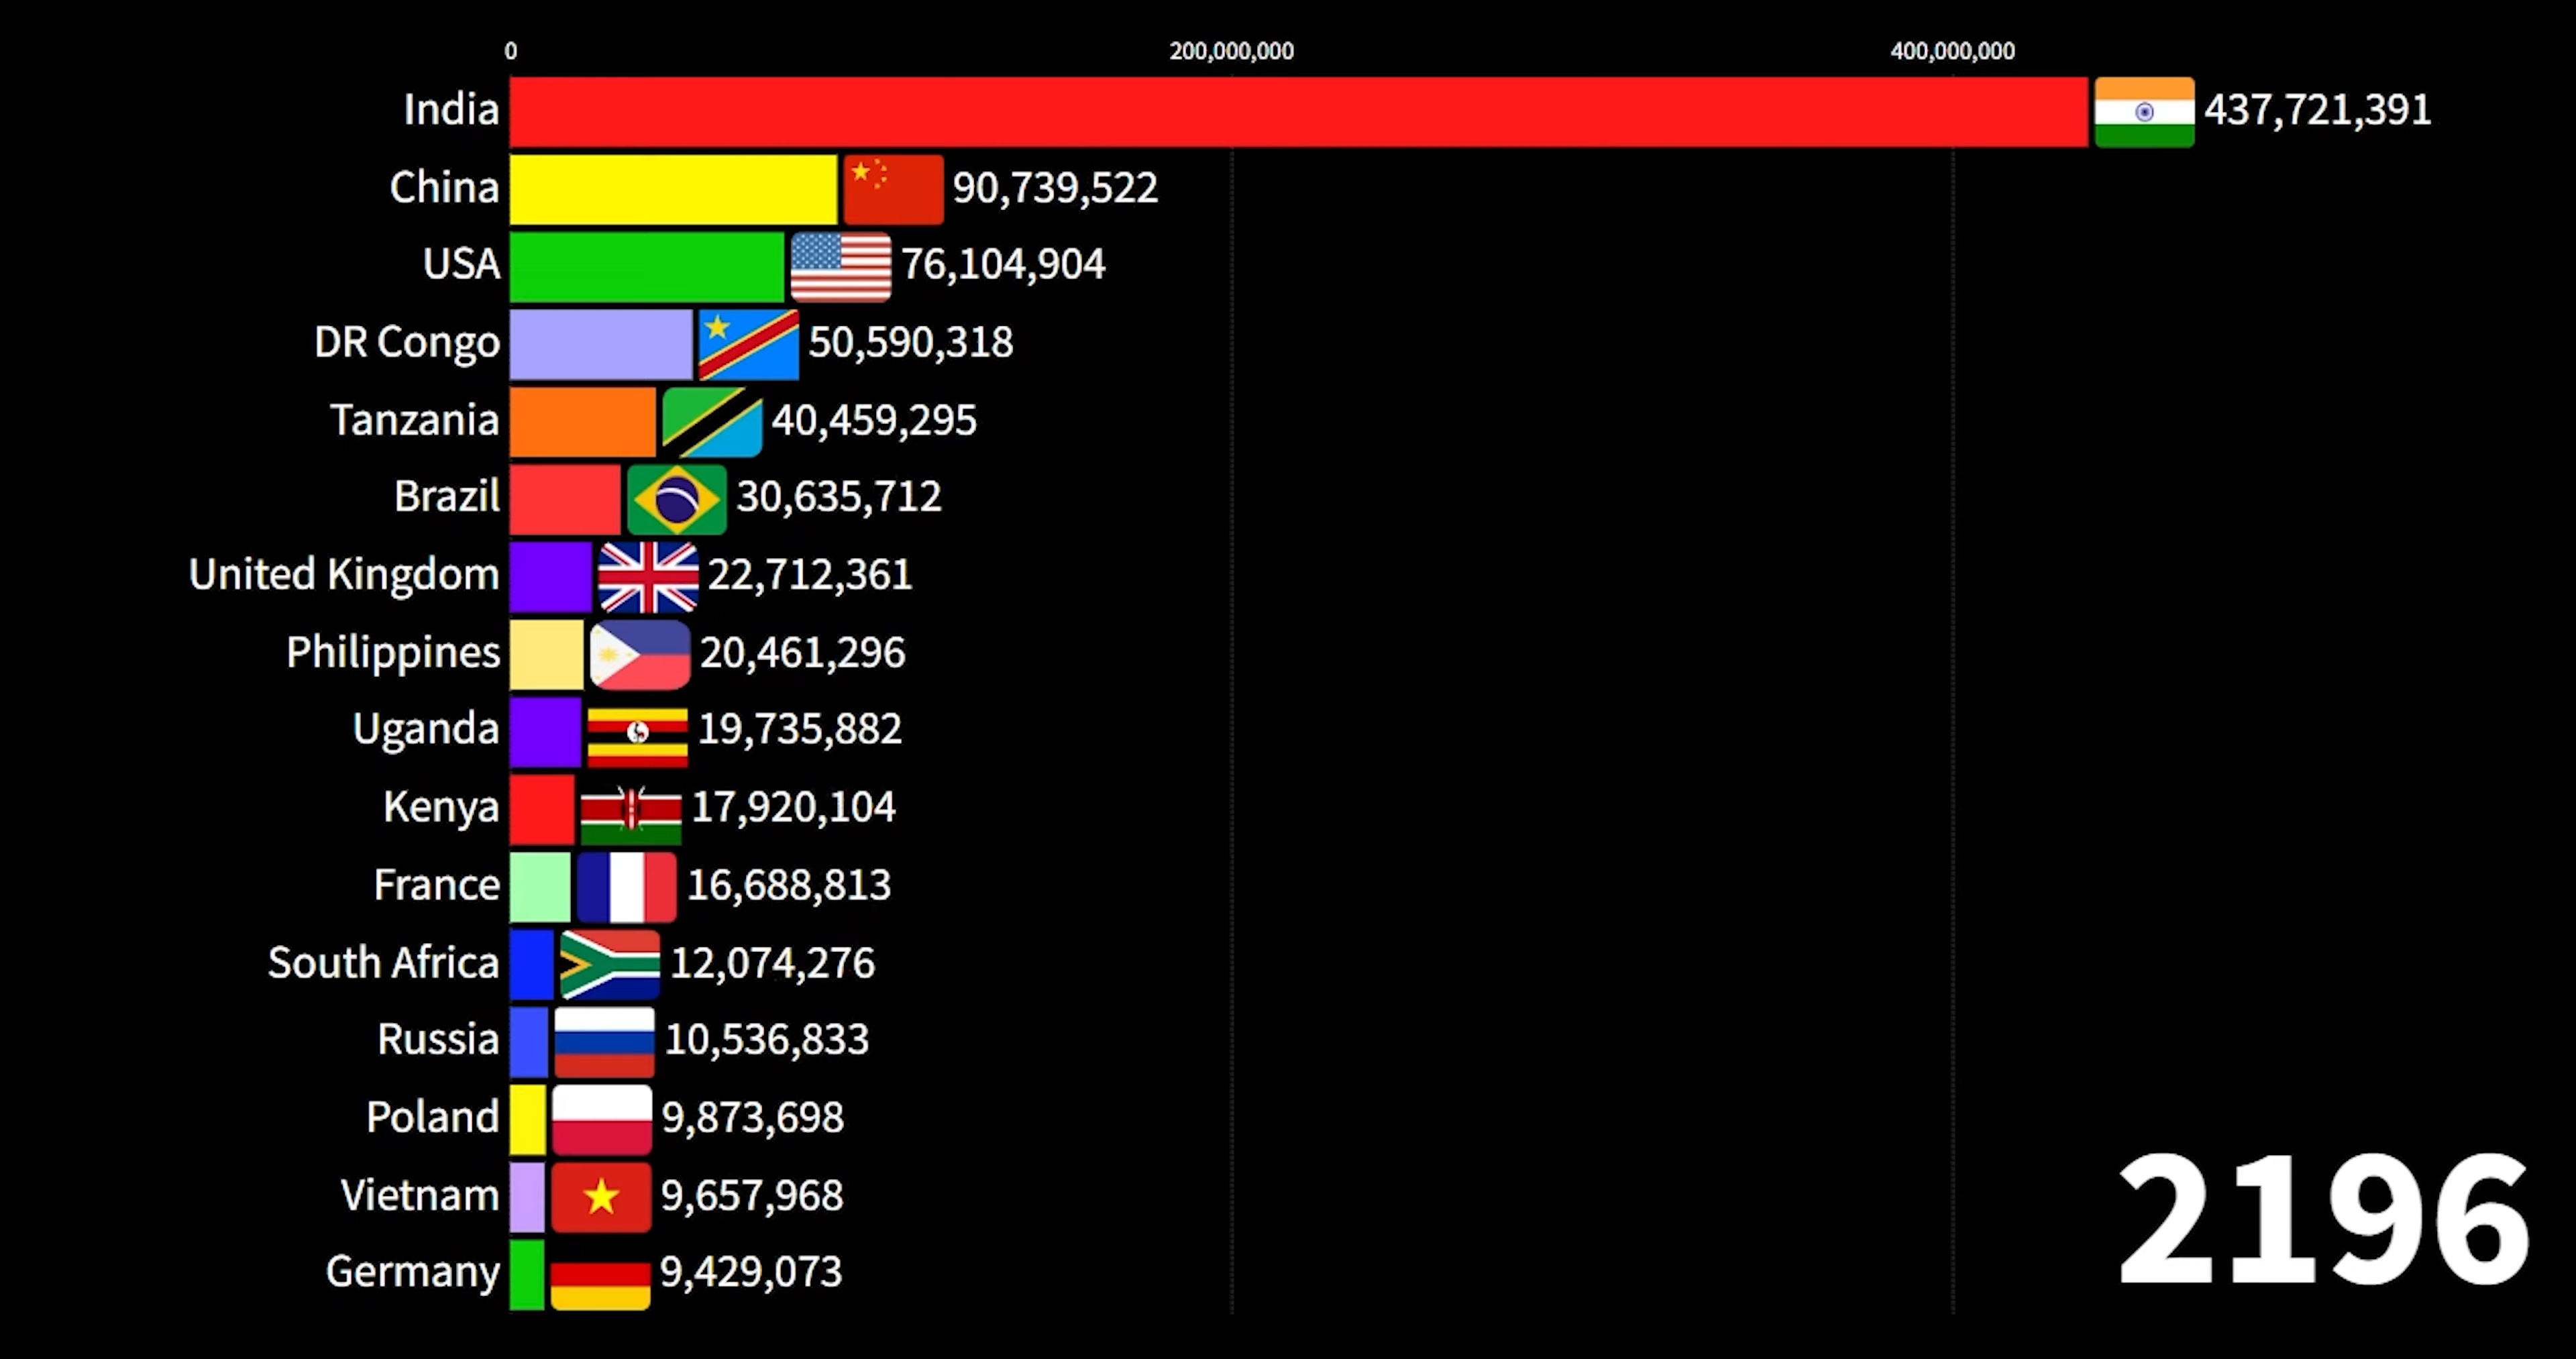 0 200,000,000 400,000,000
India 437,721,391
China 90,739,522
USA 76,104,904
DR Congo 50,590,318
Tanzania 40,459,295
Brazil 30,635,712
United Kingdom 22,712,361
Philippines 20,461,296
Uganda 19,735,882
Kenya 17,920,104
France 16,688,813
South Africa 12,074,276
Russia 10,536,833
Poland 9,873,698
Vietnam 9,657,968
Germany 9,429,073
2196